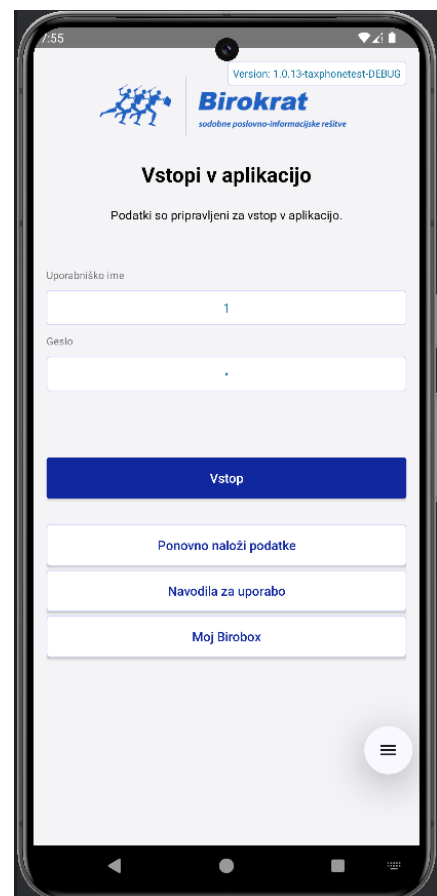 7:55
Version: 1.0.13-taxphonetest-DEBUG
Birokrat
sodobne poslovno-informacijske rešitve
Vstopi v aplikacijo
Podatki so pripravljeni za vstop v aplikacijo.
Uporabniško ime
1
Geslo
•
Vstop
Ponovno naloži podatke
Navodila za uporabo
Moj Birobox